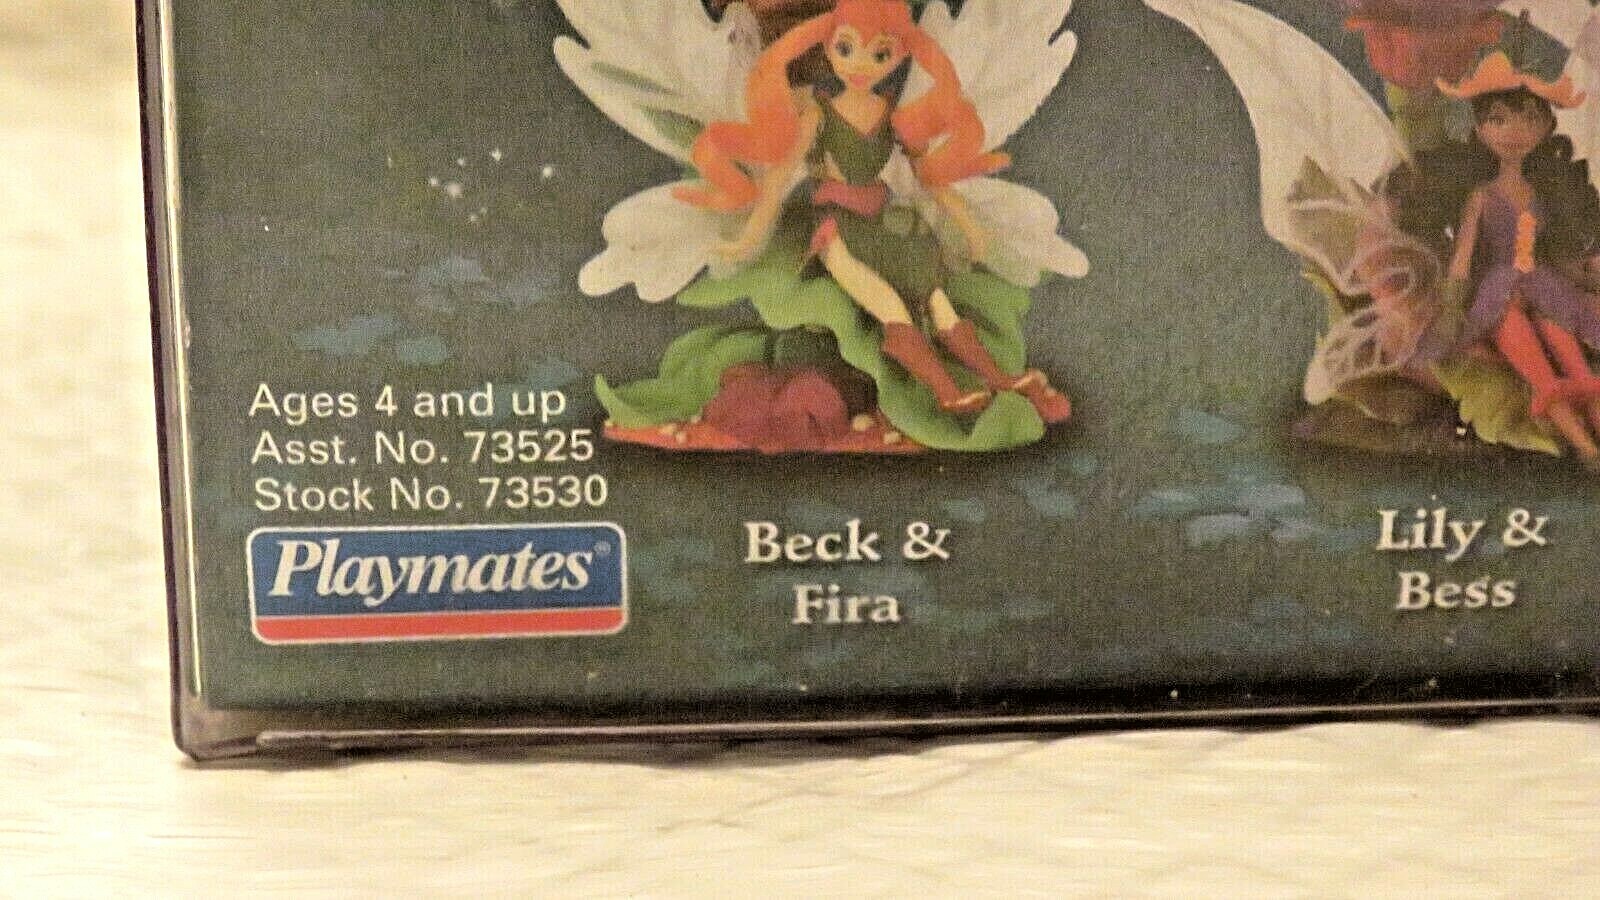 Ages 4 and up
Asst. No. 73525
Stock No. 73530
Playmates®
Beck &
Fira
Lily &
Bess